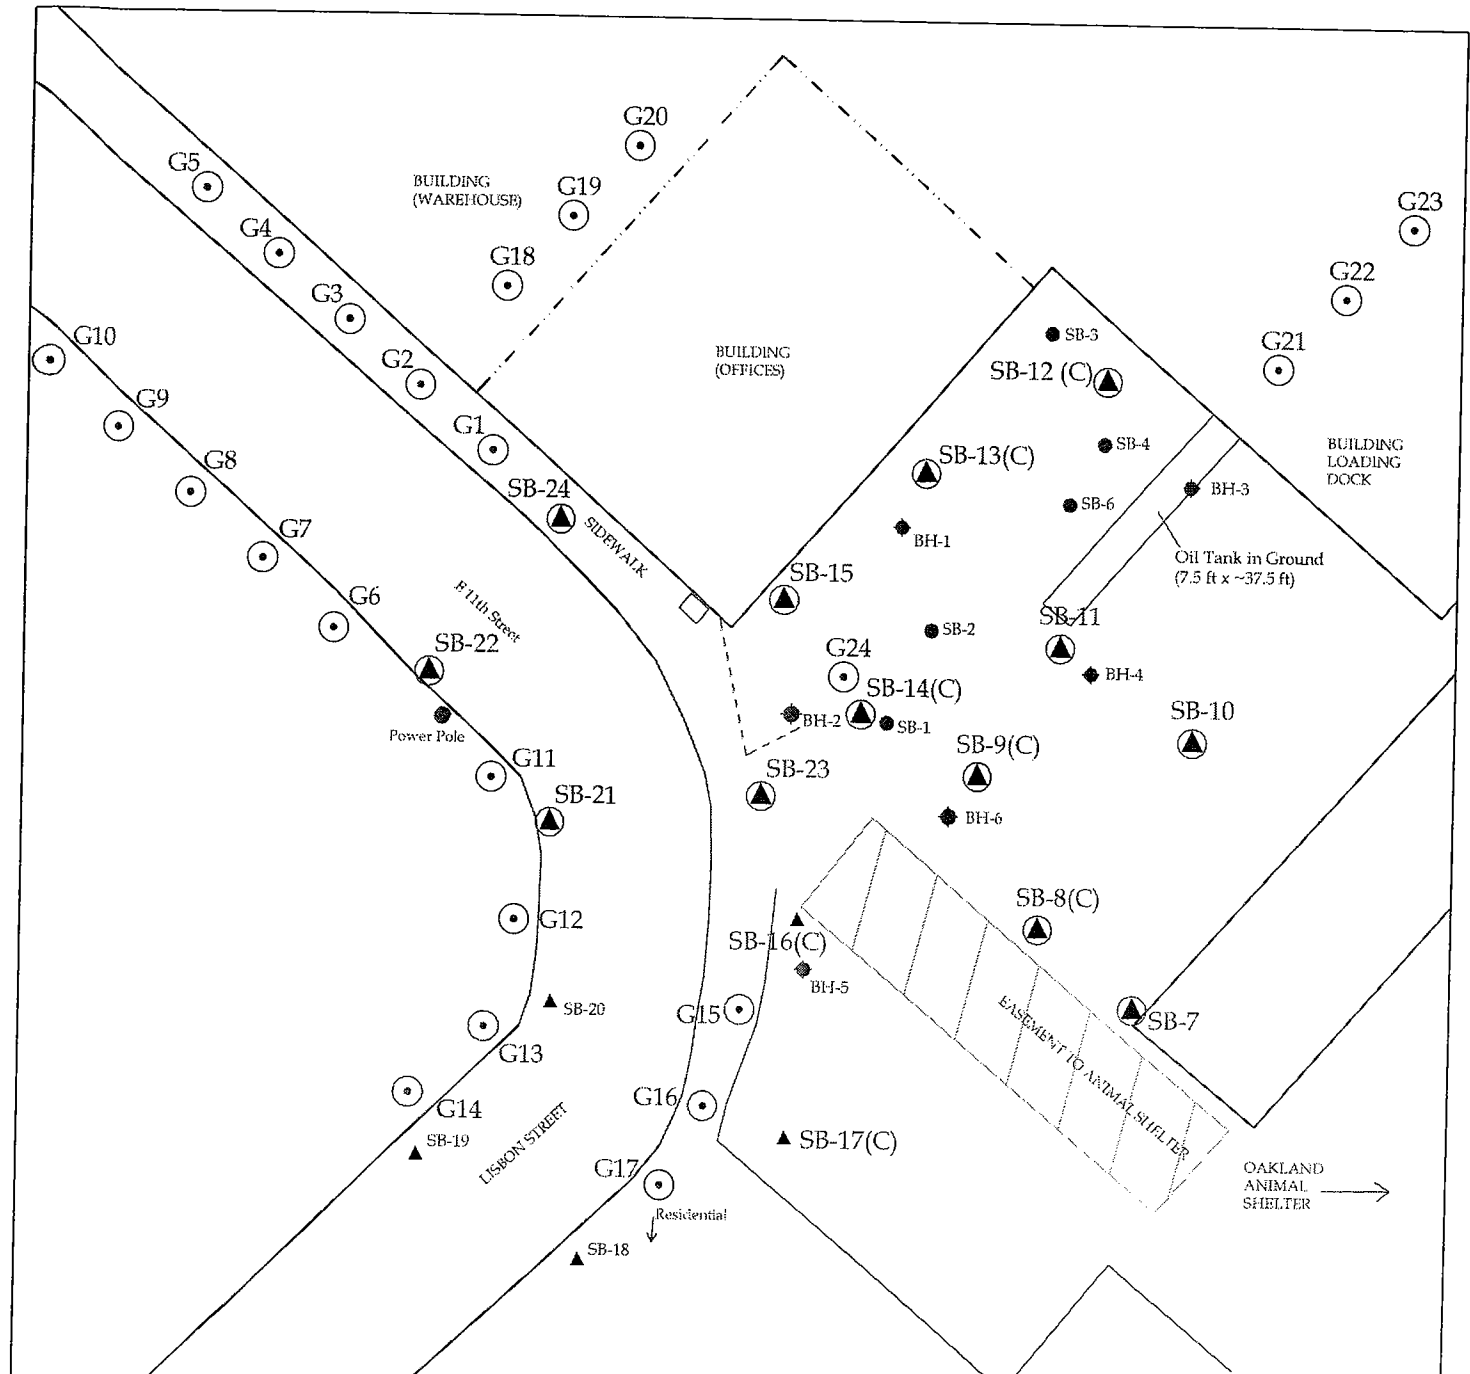 G20
G5
BUILDING
(WAREHOUSE)
G19
G23
G4
G18
G22
G3
G10
SB-3
G21
G2
BUILDING
(OFFICES)
SB-12 (C)
G9
G1
SB-4
BUILDING
LOADING
DOCK
SB-13(C)
G8
SB-24
BH-3
SB-6
SIDEWALK
G7
BH-1
Oil Tank in Ground
(7.5 ft x ~37.5 ft)
SB-15
E 11th Street
G6
SB-11
SB-2
SB-22
G24
BH-4
SB-14(C)
SB-10
BH-2
SB-1
Power Pole
SB-9(C)
G11
SB-23
SB-21
BH-6
SB-8(C)
G12
SB-16(C)
BH-5
SB-20
G15
SB-7
G13
EASEMENT TO ANIMAL SHELTER
G16
G14
SB-19
SB-17(C)
LISBON STREET
G17
OAKLAND
ANIMAL
SHELTER
Residential
SB-18